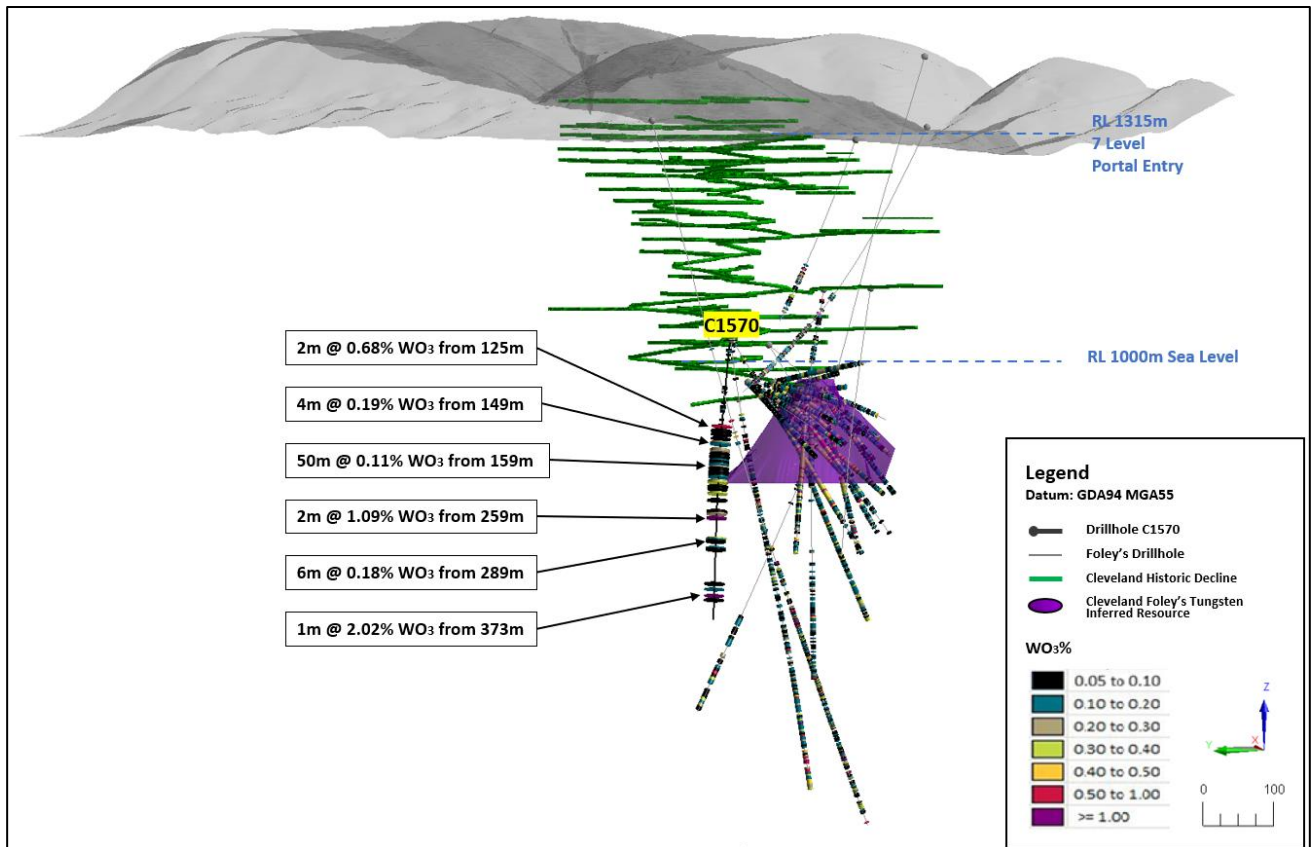 RL 1315m
7 Level
Portal Entry
C1570
RL 1000m Sea Level
2m @ 0.68% WO₃ from 125m
4m @ 0.19% WO₃ from 149m
50m @ 0.11% WO₃ from 159m
2m @ 1.09% WO₃ from 259m
6m @ 0.18% WO₃ from 289m
1m @ 2.02% WO₃ from 373m
Legend
Datum: GDA94 MGA55
Drillhole C1570
Foley's Drillhole
Cleveland Historic Decline
Cleveland Foley's Tungsten
Inferred Resource
WO₃%
0.05 to 0.10
0.10 to 0.20
0.20 to 0.30
0.30 to 0.40
0.40 to 0.50
0.50 to 1.00
>= 1.00
Z
X
Y
0 100